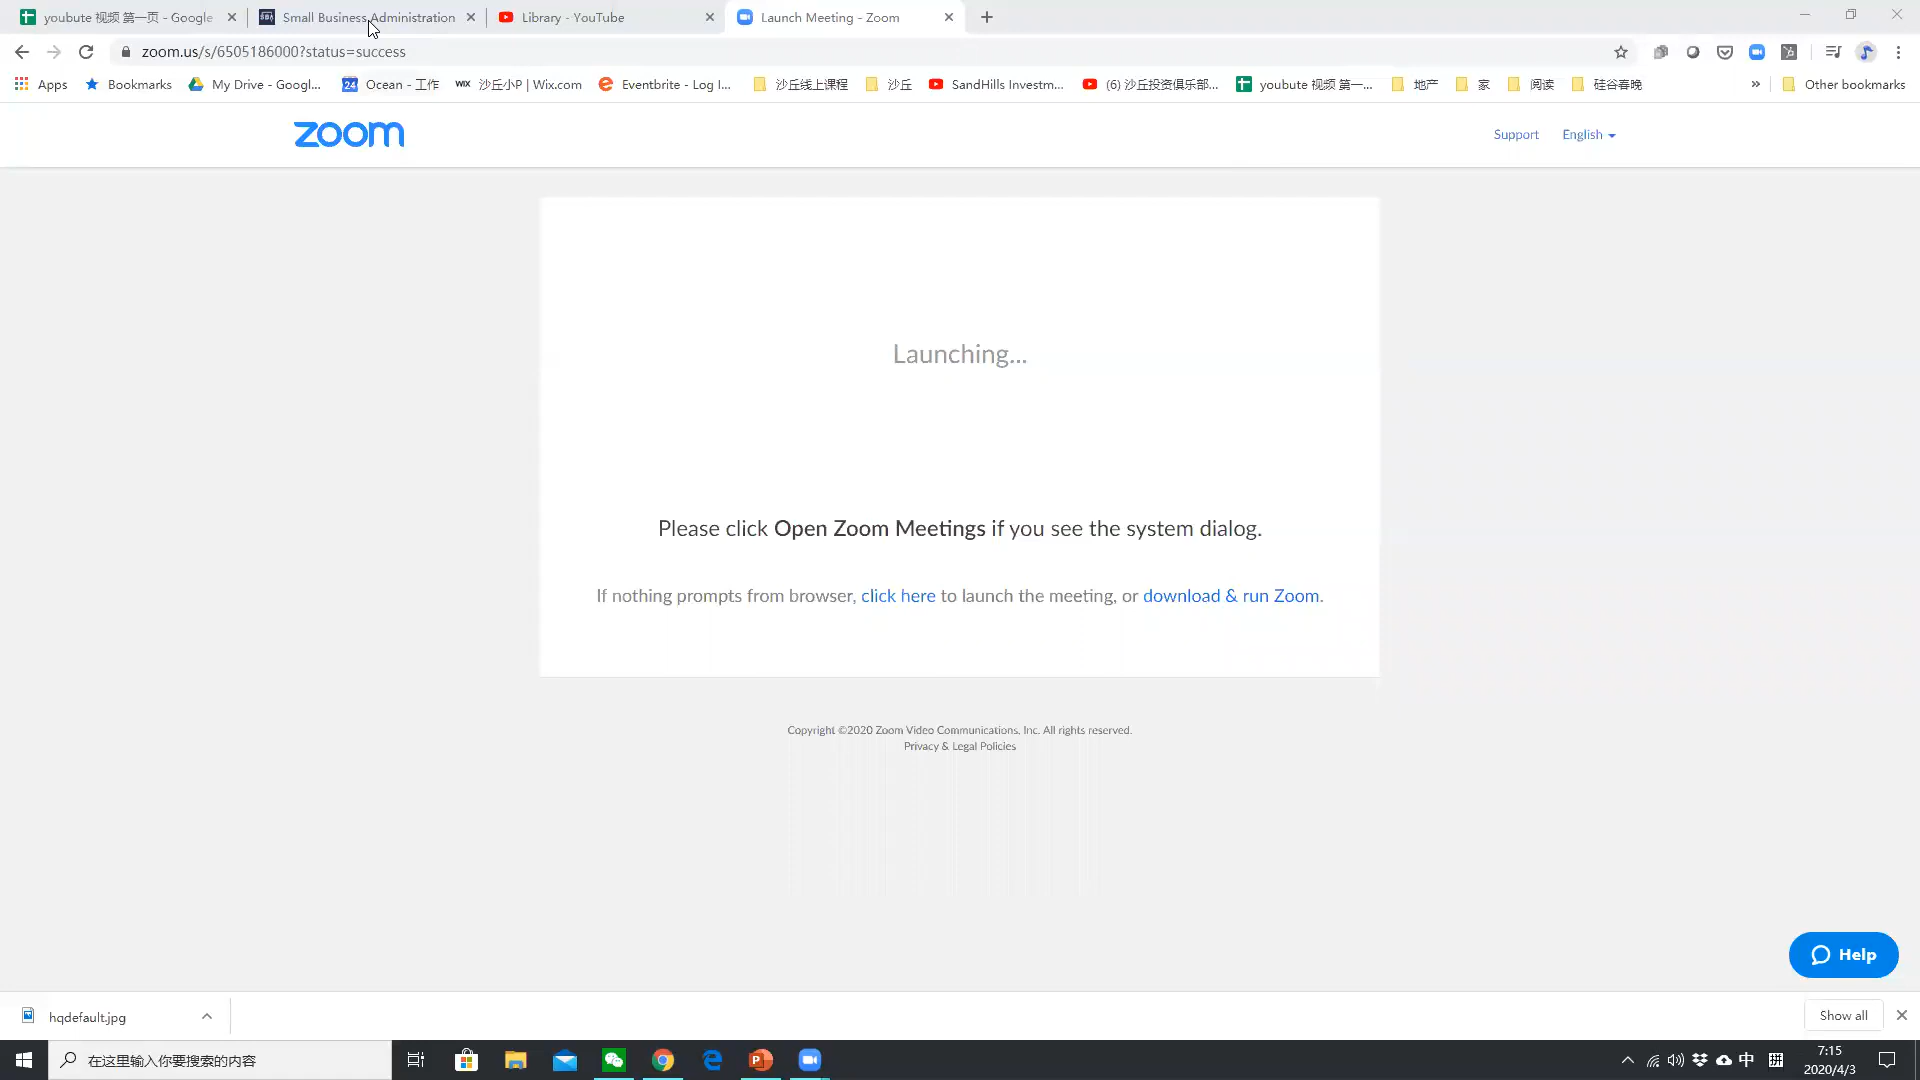 youbute 视频 第一页 - Google
Small Business Administration
Library - YouTube
Launch Meeting - Zoom
zoom.us/s/6505186000?status=success
Apps
Bookmarks
My Drive - Googl...
24 Ocean - 工作
WIX 沙丘小P | Wix.com
Eventbrite - Log I...
沙丘线上课程
沙丘
SandHills Investm...
(6) 沙丘投资俱乐部...
youbute 视频 第一...
地产
家
阅读
硅谷春晚
»
Other bookmarks
zoom
Support
English
Launching...
Please click Open Zoom Meetings if you see the system dialog.
If nothing prompts from browser, click here to launch the meeting, or download & run Zoom.
Copyright ©2020 Zoom Video Communications, Inc. All rights reserved.
Privacy & Legal Policies
Help
hqdefault.jpg
Show all
在这里输入你要搜索的内容
中
拼
7:15
2020/4/3